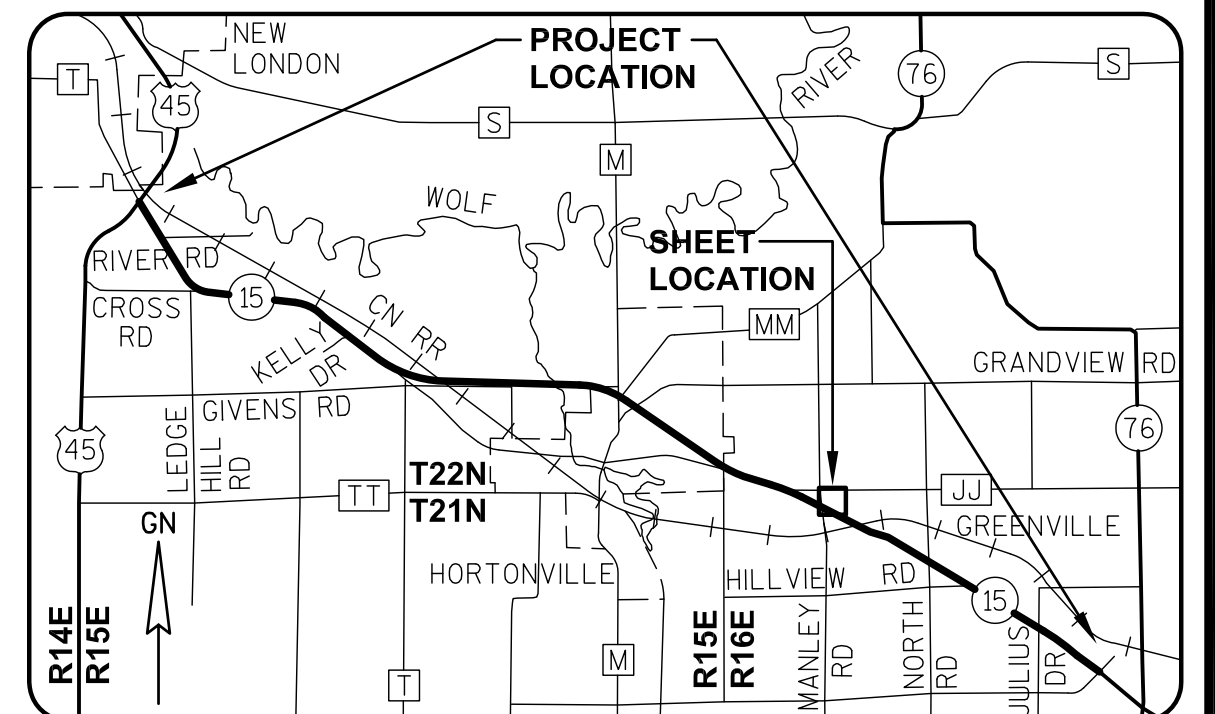 NEW
LONDON
PROJECT
LOCATION
RIVER
76
S
T
45
S
M
WOLF
SHEET
LOCATION
RIVER RD
15
CROSS
RD
CN RR
KELLY
DR
MM
GRANDVIEW RD
GIVENS RD
LEDGE
HILL
RD
45
76
T22N
T21N
TT
JJ
GN
GREENVILLE
HORTONVILLE
HILLVIEW RD
15
R14E
R15E
R15E
R16E
MANLEY
RD
NORTH
RD
JULIUS
DR
M
T